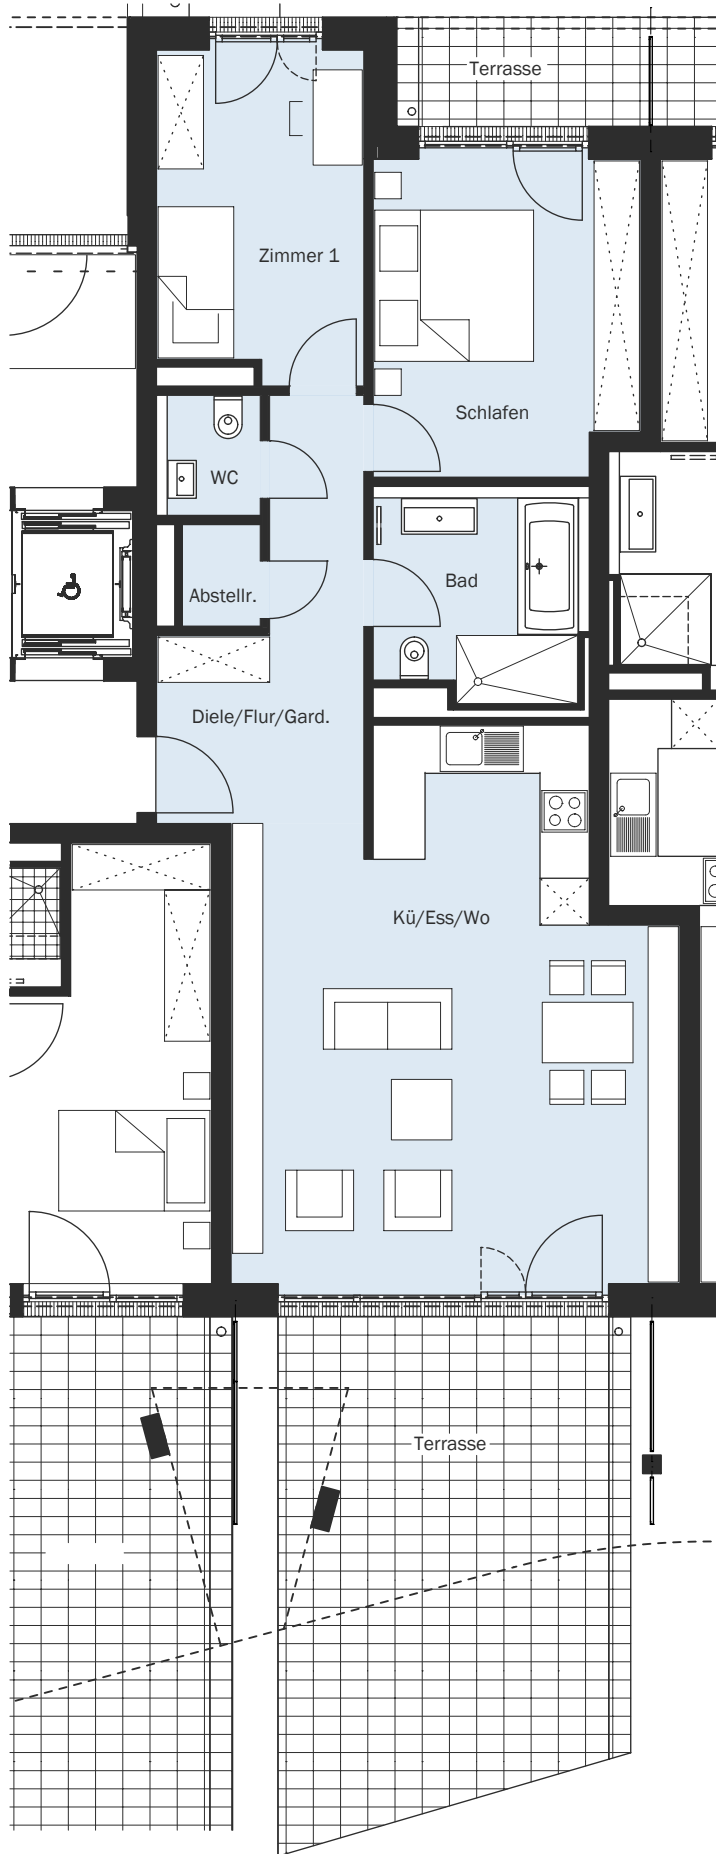 Terrasse
Zimmer 1
Schlafen
WC
Bad
Abstellr.
Diele/Flur/Gard.
Kü/Ess/Wo
Terrasse